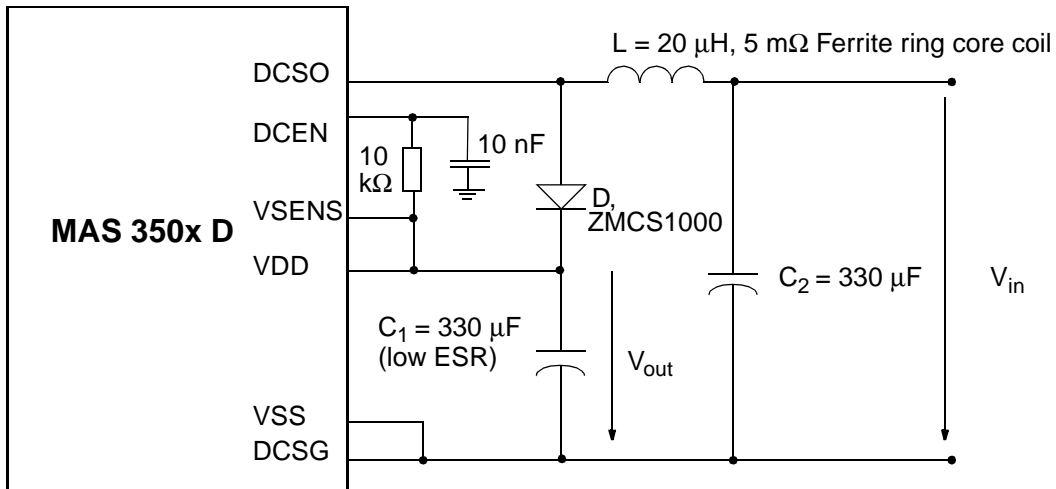 L = 20 μH, 5 mΩ Ferrite ring core coil
DCSO
DCEN
10 kΩ
10 nF
VSENS
D,
ZMCS1000
MAS 350x D
VDD
C2 = 330 μF
Vin
C1 = 330 μF
(low ESR)
Vout
VSS
DCSG